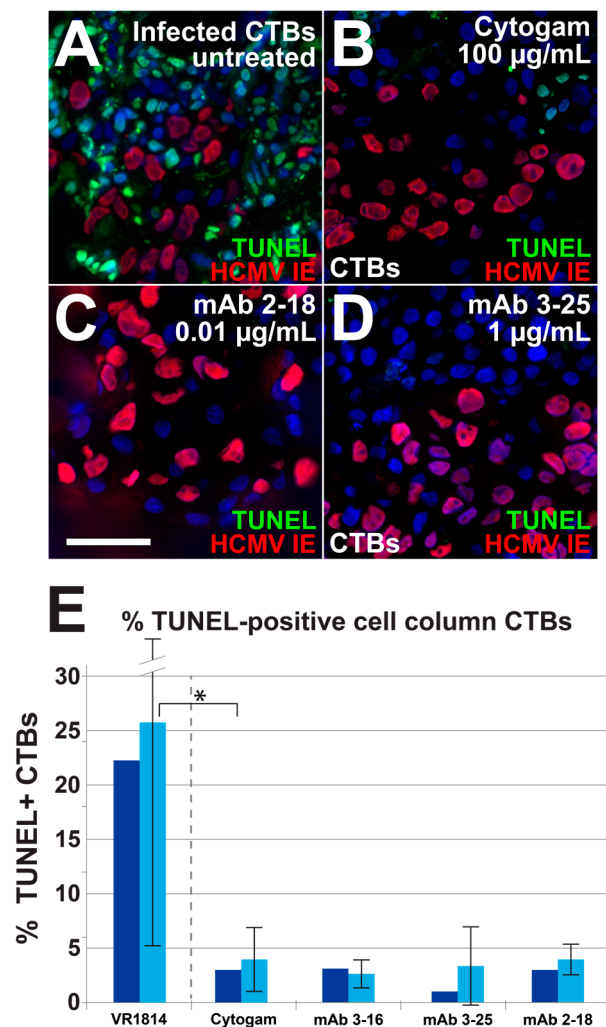 A
Infected CTBs
untreated
TUNEL
HCMV IE
B
Cytogam
100 µg/mL
CTBs
TUNEL
HCMV IE
C
mAb 2-18
0.01 µg/mL
TUNEL
HCMV IE
D
mAb 3-25
1 µg/mL
CTBs
TUNEL
HCMV IE
E
% TUNEL-positive cell column CTBs
% TUNEL+ CTBs
30
25
20
15
10
5
0
*
VR1814
Cytogam
mAb 3-16
mAb 3-25
mAb 2-18